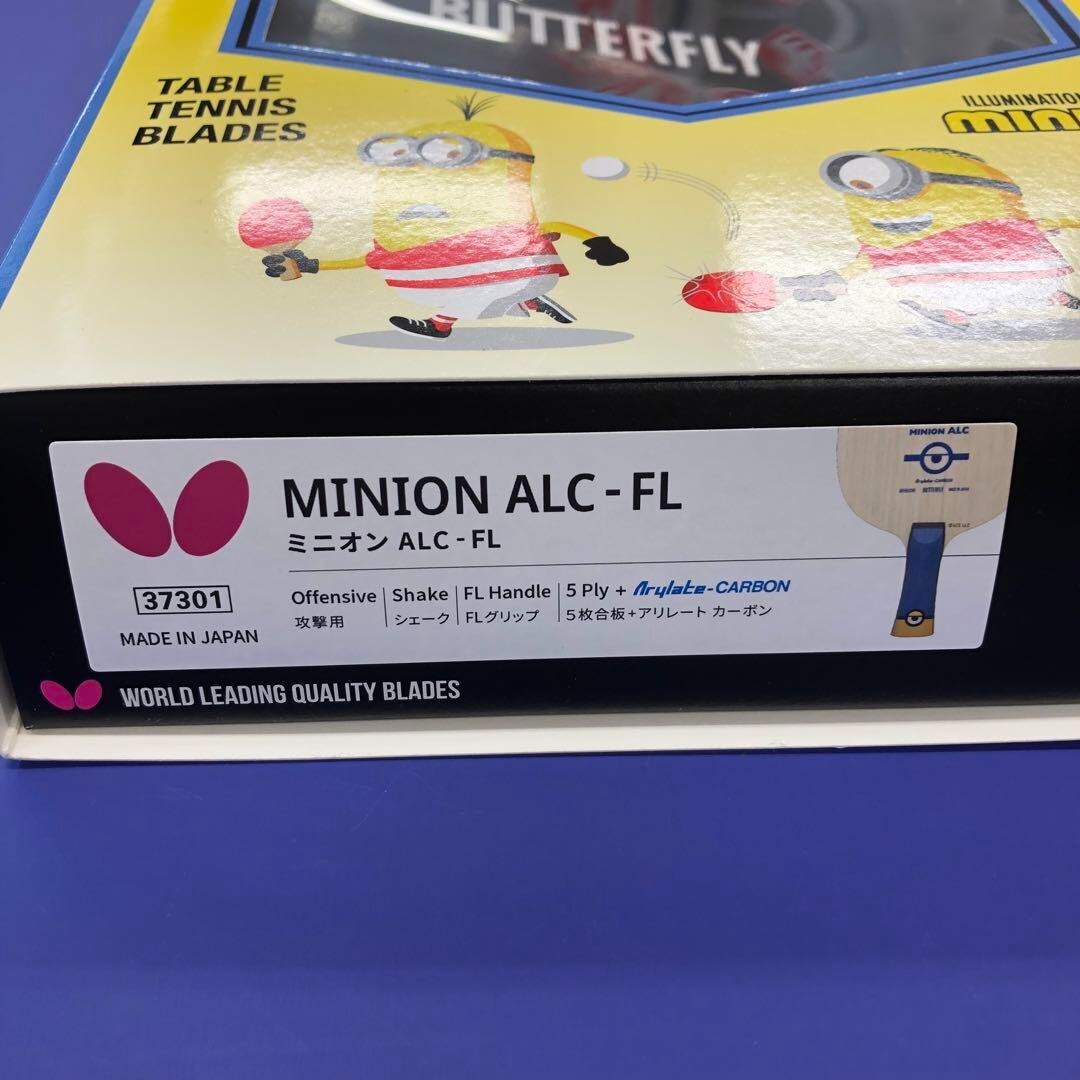 BUTTERFLY
TABLE
TENNIS
BLADES
MINION ALC
Arylate-CARBON
MINION ALC - FL
ミニオン ALC - FL
37301
MADE IN JAPAN
Offensive
攻撃用
Shake
シェーク
FL Handle
FLグリップ
5 Ply + Arylate-CARBON
5枚合板+アリレート カーボン
WORLD LEADING QUALITY BLADES